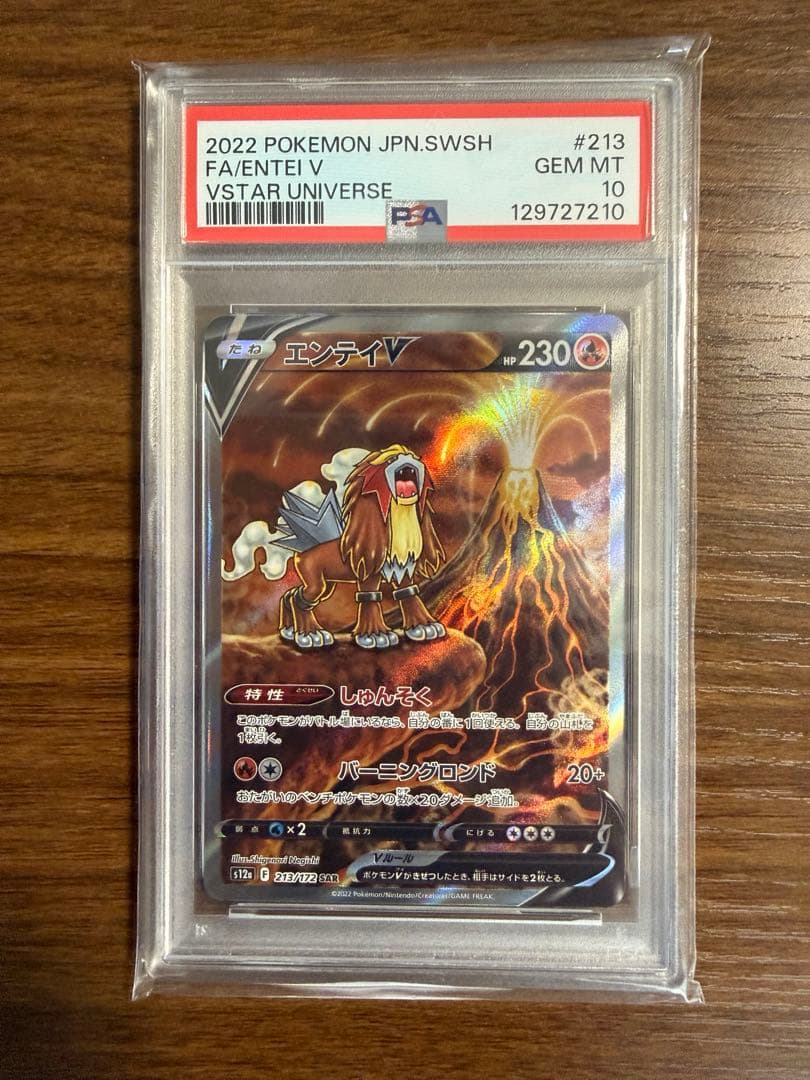 2022 POKEMON JPN.SWSH #213
FA/ENTEI V GEM MT
VSTAR UNIVERSE 10
PSA 129727210
たね エンテイV HP 230
特性 とくせい しゅんそく
このポケモンがバトル場にいるなら、自分の番に1回使える。自分の山札を
1枚引く。
バーニングロンド 20+
おたがいのベンチポケモンの数×20ダメージ追加。
弱点 ×2 抵抗力 にげる
Illus.Shigenori Negishi
Vルール
s12a F 213/172 SAR ポケモンVがきぜつしたとき、相手はサイドを2枚とる。
©2022 Pokémon/Nintendo/Creatures/GAME FREAK